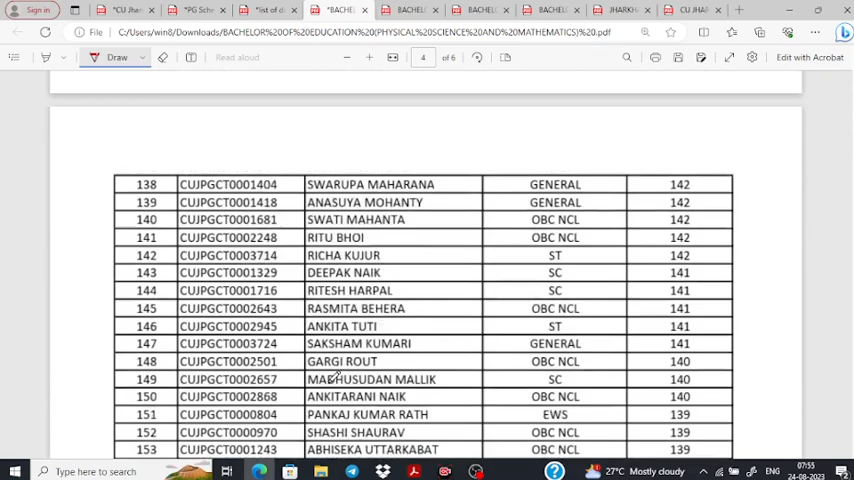 Sign in
*CU Jhar
*PG Sche
*list of d
*BACHEL
BACHEL
BACHEL
BACHEL
JHARKHA
CU JHAR
C:/Users/win8/Downloads/BACHELOR%20OF%20EDUCATION%20(PHYSICAL%20SCIENCE%20AND%20MATHEMATICS)%20.pdf
Draw
Read aloud
4 of 6
Edit with Acrobat
138 CUJPGCT0001404 SWARUPA MAHARANA GENERAL 142
139 CUJPGCT0001418 ANASUYA MOHANTY GENERAL 142
140 CUJPGCT0001681 SWATI MAHANTA OBC NCL 142
141 CUJPGCT0002248 RITU BHOI OBC NCL 142
142 CUJPGCT0003714 RICHA KUJUR ST 142
143 CUJPGCT0001329 DEEPAK NAIK SC 141
144 CUJPGCT0001716 RITESH HARPAL SC 141
145 CUJPGCT0002643 RASMITA BEHERA OBC NCL 141
146 CUJPGCT0002945 ANKITA TUTI ST 141
147 CUJPGCT0003724 SAKSHAM KUMARI GENERAL 141
148 CUJPGCT0002501 GARGI ROUT OBC NCL 140
149 CUJPGCT0002657 MADHUSUDAN MALLIK SC 140
150 CUJPGCT0002868 ANKITARANI NAIK OBC NCL 140
151 CUJPGCT0000804 PANKAJ KUMAR RATH EWS 139
152 CUJPGCT0000970 SHASHI SHAURAV OBC NCL 139
153 CUJPGCT0001243 ABHISEKA UTTARKABAT OBC NCL 139
Type here to search
27°C Mostly cloudy
ENG
07:55
24-08-2023